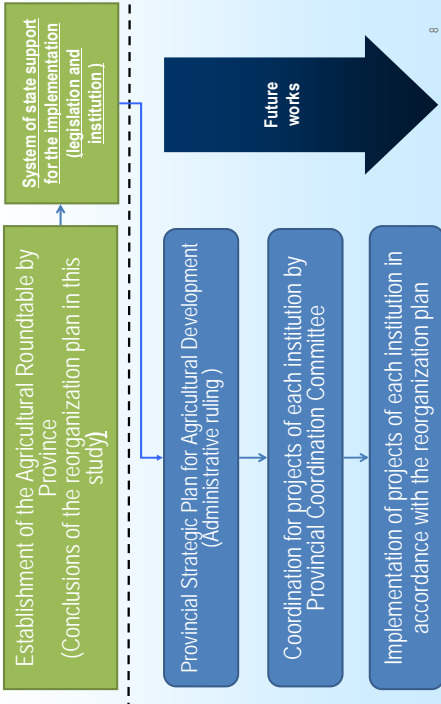 Establishment of the Agricultural Roundtable by
Province
(Conclusions of the reorganization plan in this
study)
System of state support
for the implementation
(legislation and
institution )
Provincial Strategic Plan for Agricultural Development
(Administrative ruling )
Coordination for projects of each institution by
Provincial Coordination Committee
Implementation of projects of each institution in
accordance with the reorganization plan
Future
works
8